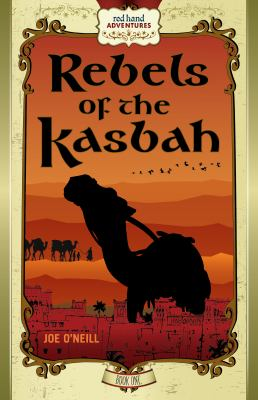 red hand
ADVENTURES
Rebels
of the
Kasbah
JOE O'NEILL
BOOK ONE